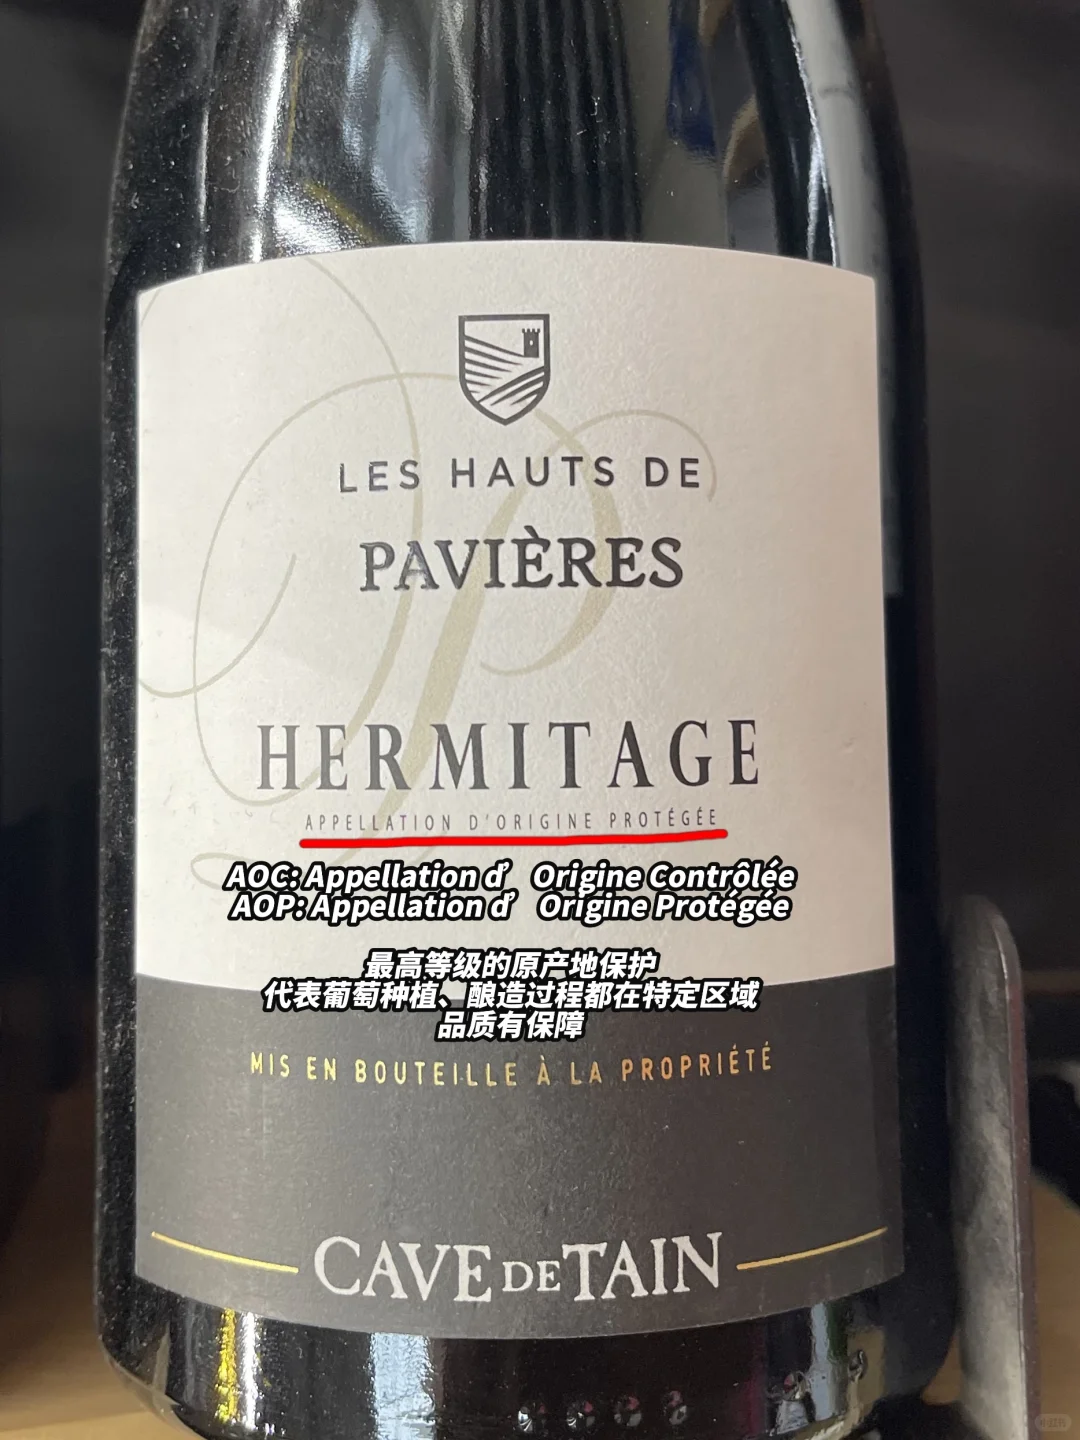 LES HAUTS DE
PAVIÈRES
HERMITAGE
APPELLATION D'ORIGINE PROTÉGÉE
AOC: Appellation d' Origine Contrôlée
AOP: Appellation d' Origine Protégée
最高等级的原产地保护
代表葡萄种植、酿造过程都在特定区域
品质有保障
MIS EN BOUTEILLE À LA PROPRIÉTÉ
CAVE DE TAIN